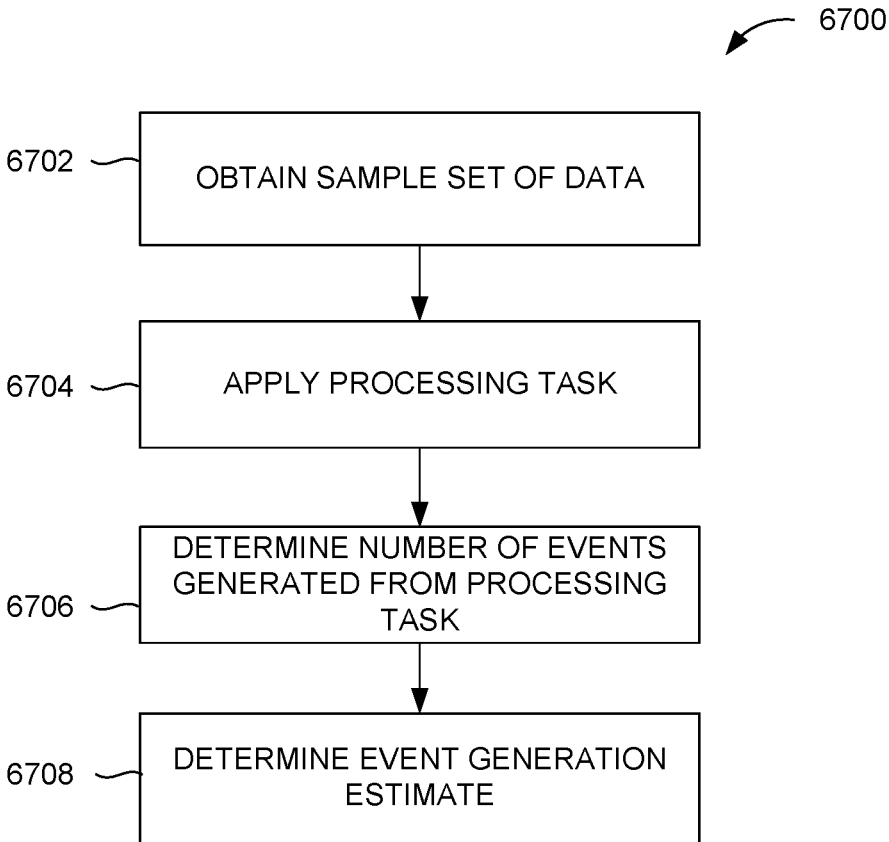 6700
6702
OBTAIN SAMPLE SET OF DATA
6704
APPLY PROCESSING TASK
6706
DETERMINE NUMBER OF EVENTS
GENERATED FROM PROCESSING
TASK
6708
DETERMINE EVENT GENERATION
ESTIMATE